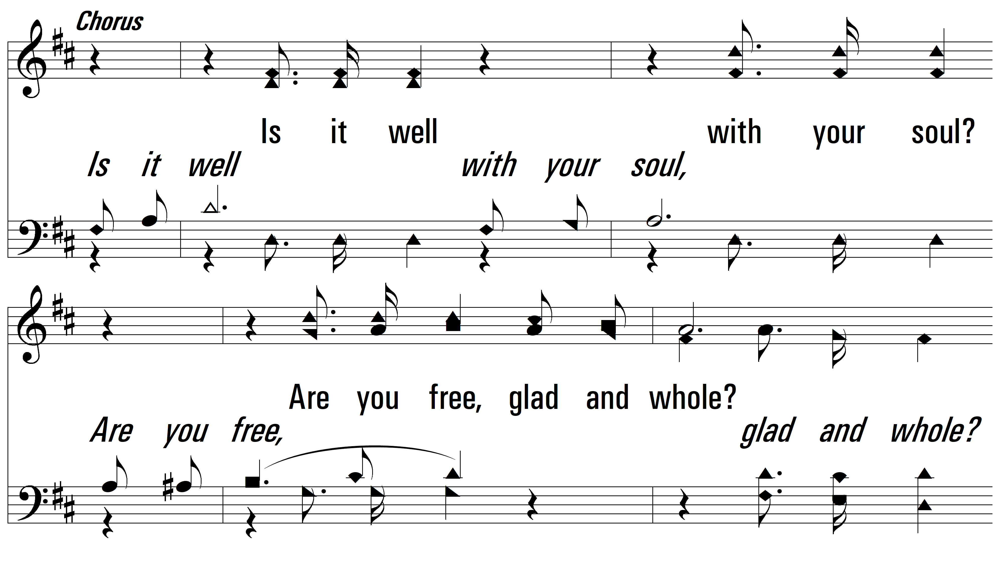 Chorus
Is it well with your soul?
Is it well with your soul,
Are you free, glad and whole?
Are you free, glad and whole?